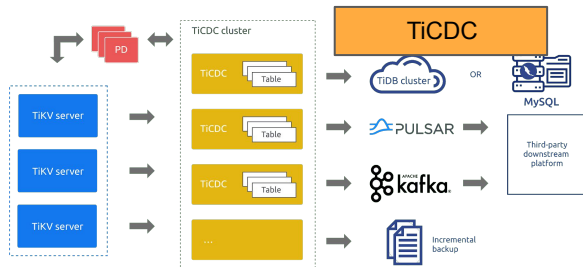 TiCDC
TiCDC cluster
PD
TiCDC
Table
TiDB cluster
OR
MySQL
TiKV server
TiCDC
Table
PULSAR
Third-party
downstream
platform
TiKV server
TiCDC
Table
APACHE
kafka®
TiKV server
...
Incremental
backup